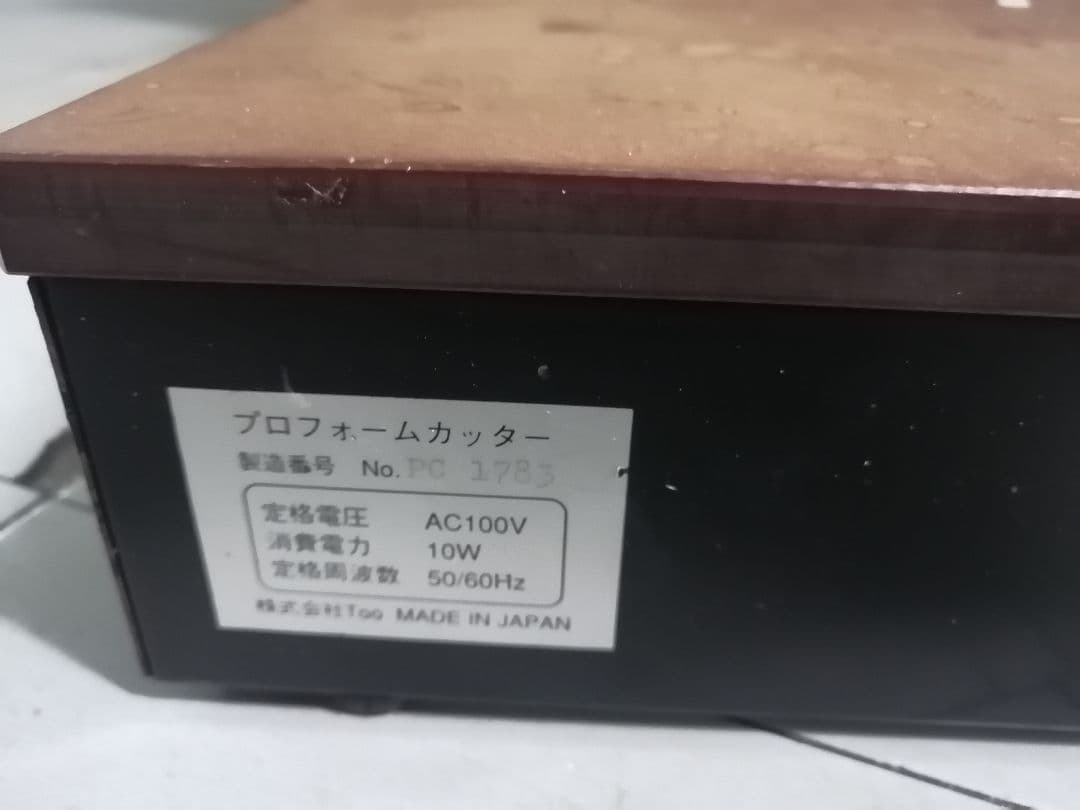 プロフォームカッター
製造番号 No. PC 1783
定格電圧 AC100V
消費電力 10W
定格周波数 50/60Hz
株式会社Too MADE IN JAPAN